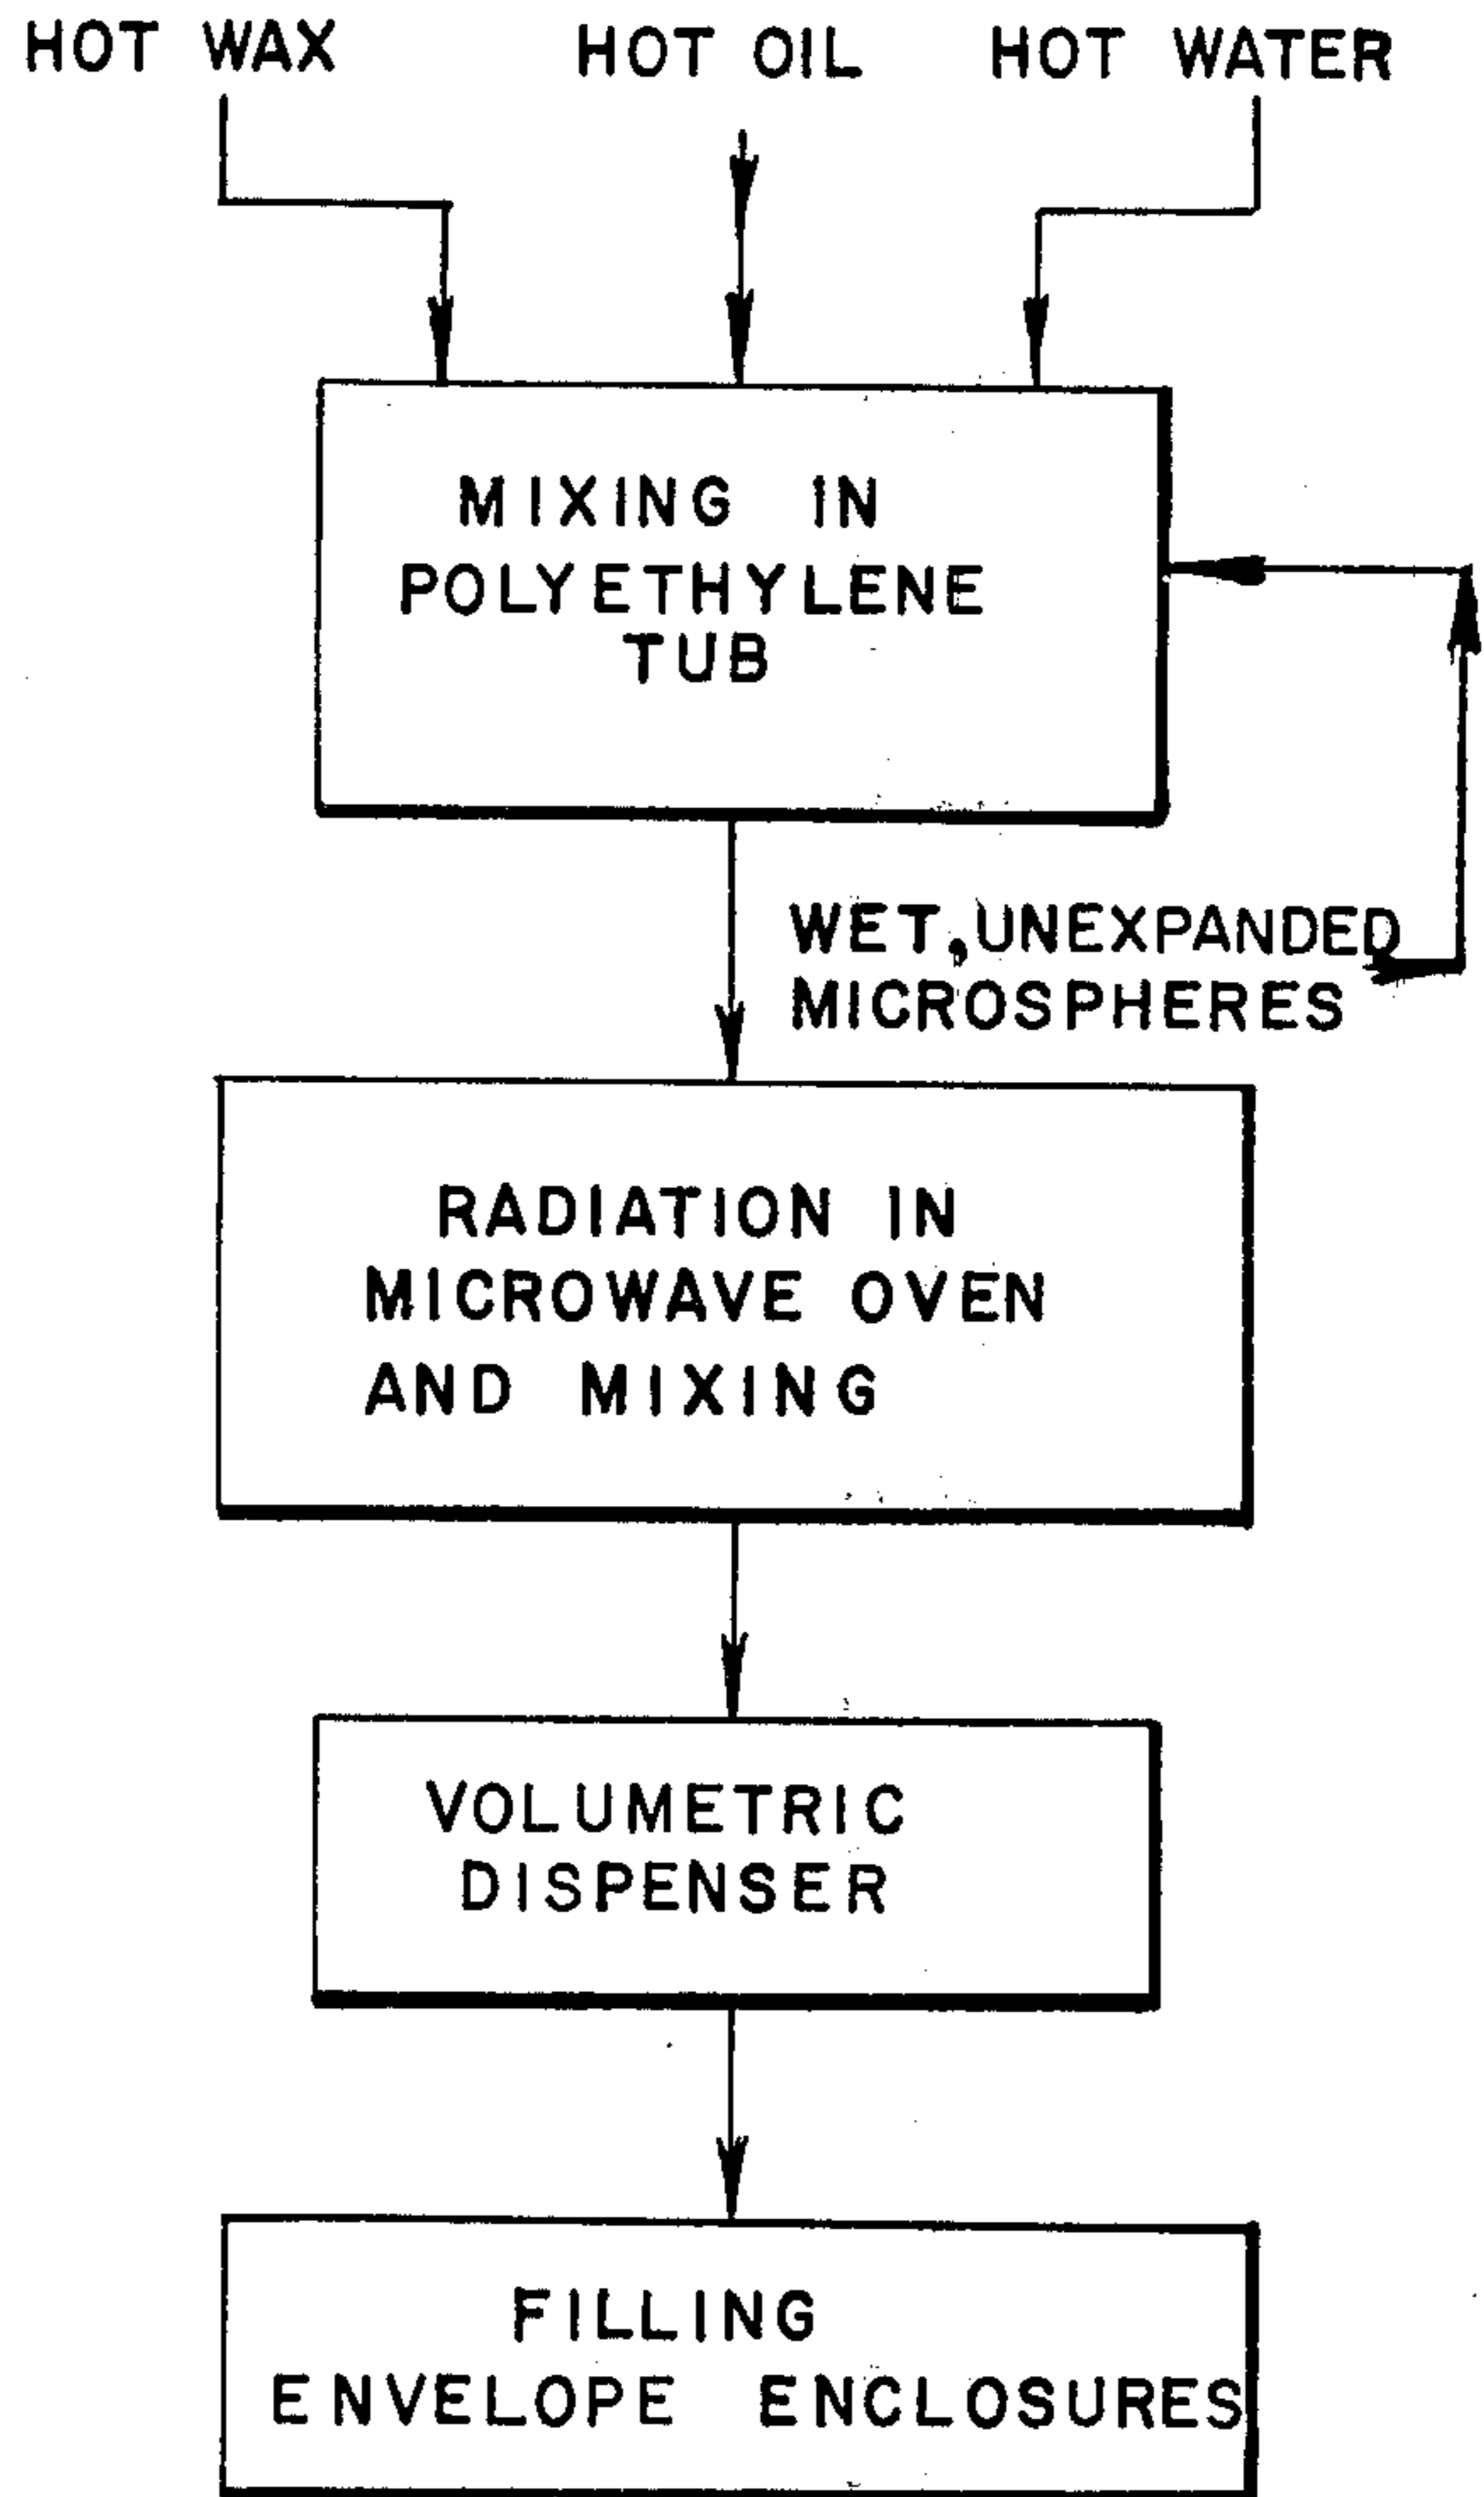 HOT WAX HOT OIL HOT WATER
MIXING IN
POLYETHYLENE
TUB
WET, UNEXPANDED
MICROSPHERES
RADIATION IN
MICROWAVE OVEN
AND MIXING
VOLUMETRIC
DISPENSER
FILLING
ENVELOPE ENCLOSURES